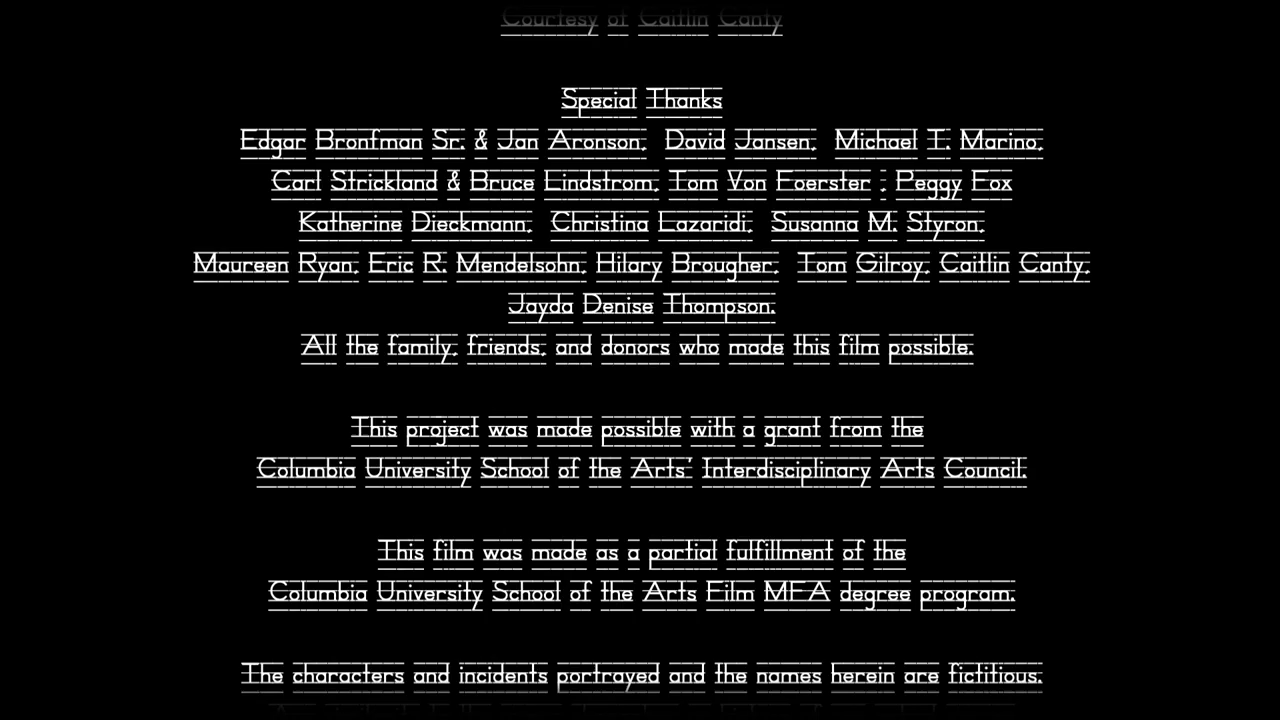 Courtesy of Caitlin Canty
Special Thanks
Edgar Bronfman Sr. & Jan Aronson, David Jansen, Michael T. Marino,
Carl Strickland & Bruce Lindstrom, Tom Von Foerster , Peggy Fox
Katherine Dieckmann, Christina Lazaridi, Susanna M. Styron,
Maureen Ryan, Eric R. Mendelsohn, Hilary Brougher, Tom Gilroy, Caitlin Canty,
Jayda Denise Thompson.
All the family, friends, and donors who made this film possible.
This project was made possible with a grant from the
Columbia University School of the Arts' Interdisciplinary Arts Council.
This film was made as a partial fulfillment of the
Columbia University School of the Arts Film MFA degree program.
The characters and incidents portrayed and the names herein are fictitious.